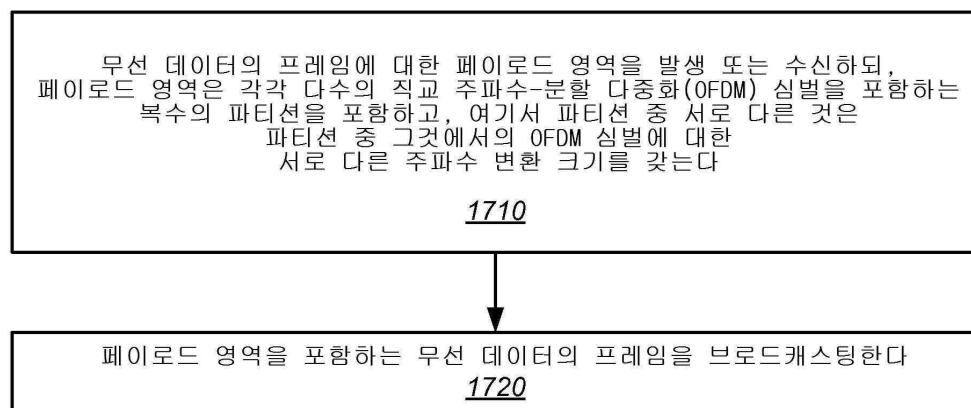 무선 데이터의 프레임에 대한 페이로드 영역을 발생 또는 수신하되,
페이로드 영역은 각각 다수의 직교 주파수-분할 다중화(OFDM) 심벌을 포함하는
복수의 파티션을 포함하고, 여기서 파티션 중 서로 다른 것은
파티션 중 그것에서의 OFDM 심벌에 대한
서로 다른 주파수 변환 크기를 갖는다
1710
페이로드 영역을 포함하는 무선 데이터의 프레임을 브로드캐스팅한다
1720